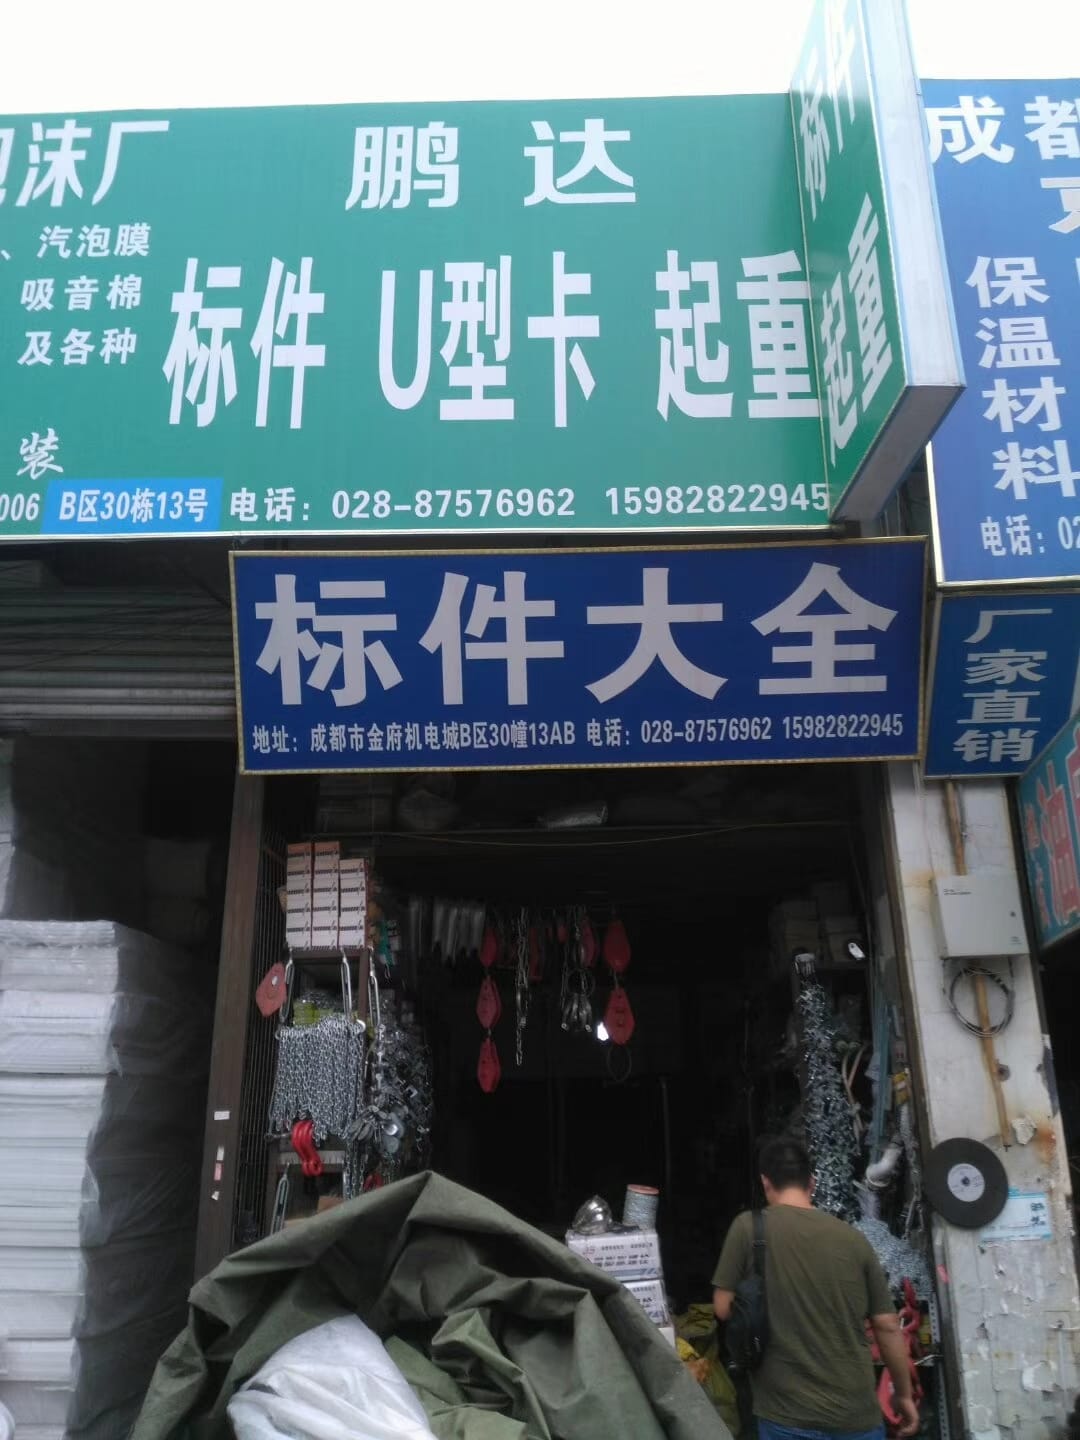 泡沫厂
、汽泡膜
吸音棉
及各种
装
006
B区30栋13号
鹏达
标件 U型卡 起重
电话：028-87576962 15982822945
标件
起重
成都
保温材料
电话：02
厂家直销
标件大全
地址：成都市金府机电城B区30幢13AB 电话：028-87576962 15982822945
油